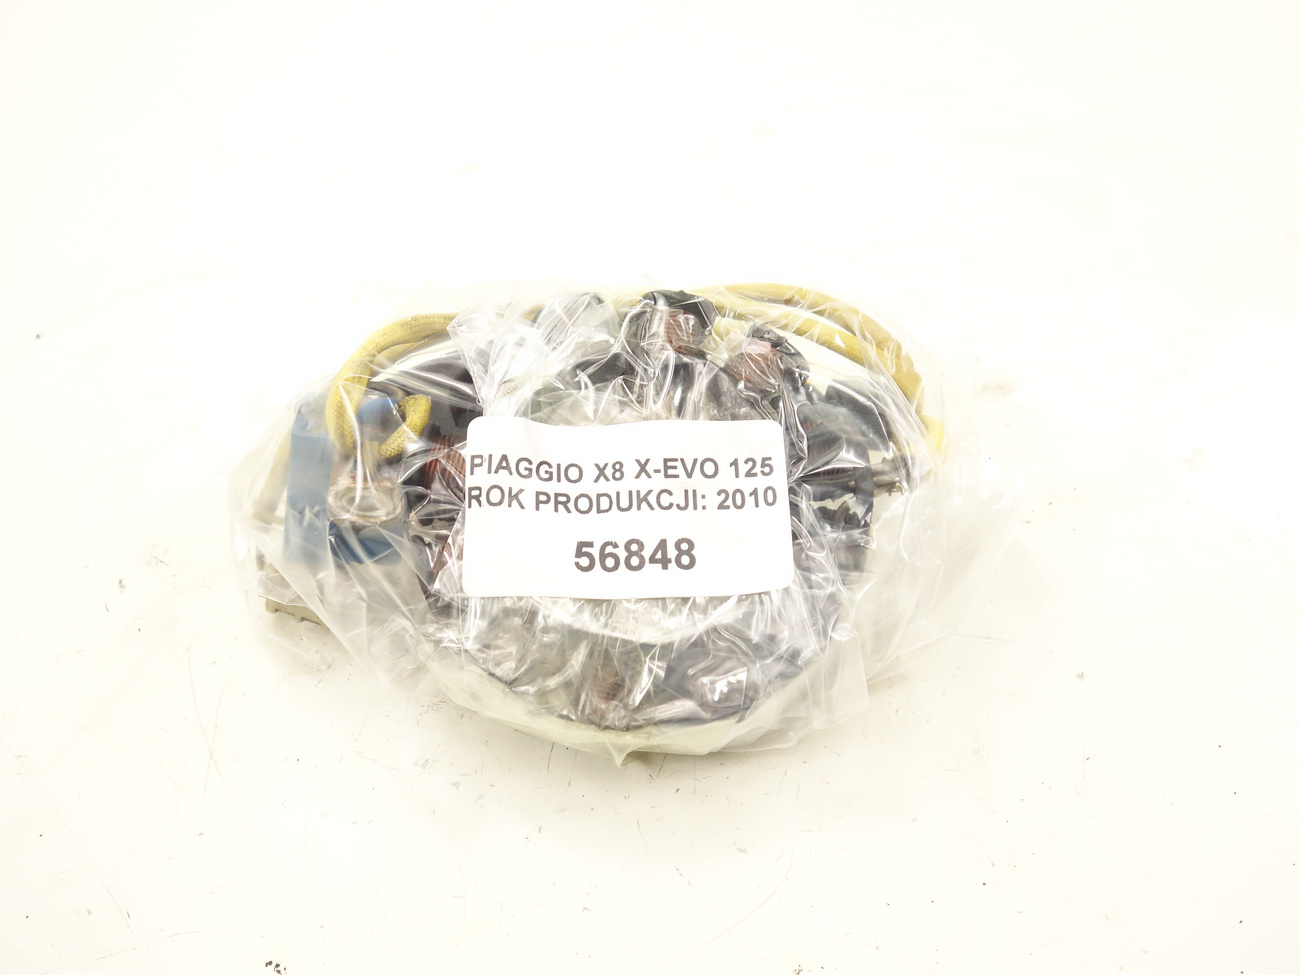 PIAGGIO X8 X-EVO 125
ROK PRODUKCJI: 2010
56848